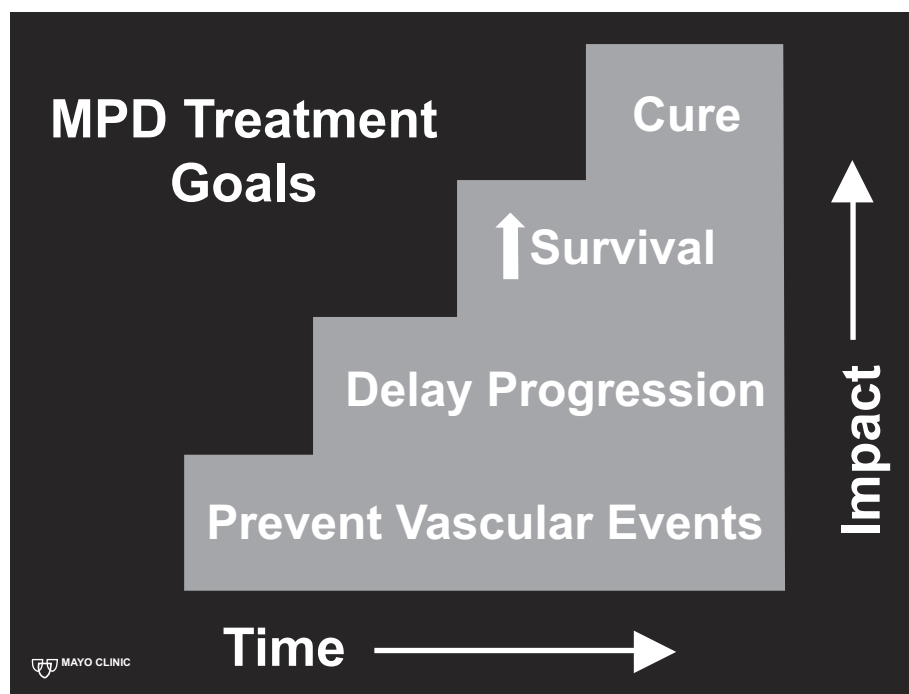 MPD Treatment
Goals
Cure
Survival
Delay Progression
Prevent Vascular Events
Impact
Time
MAYO CLINIC